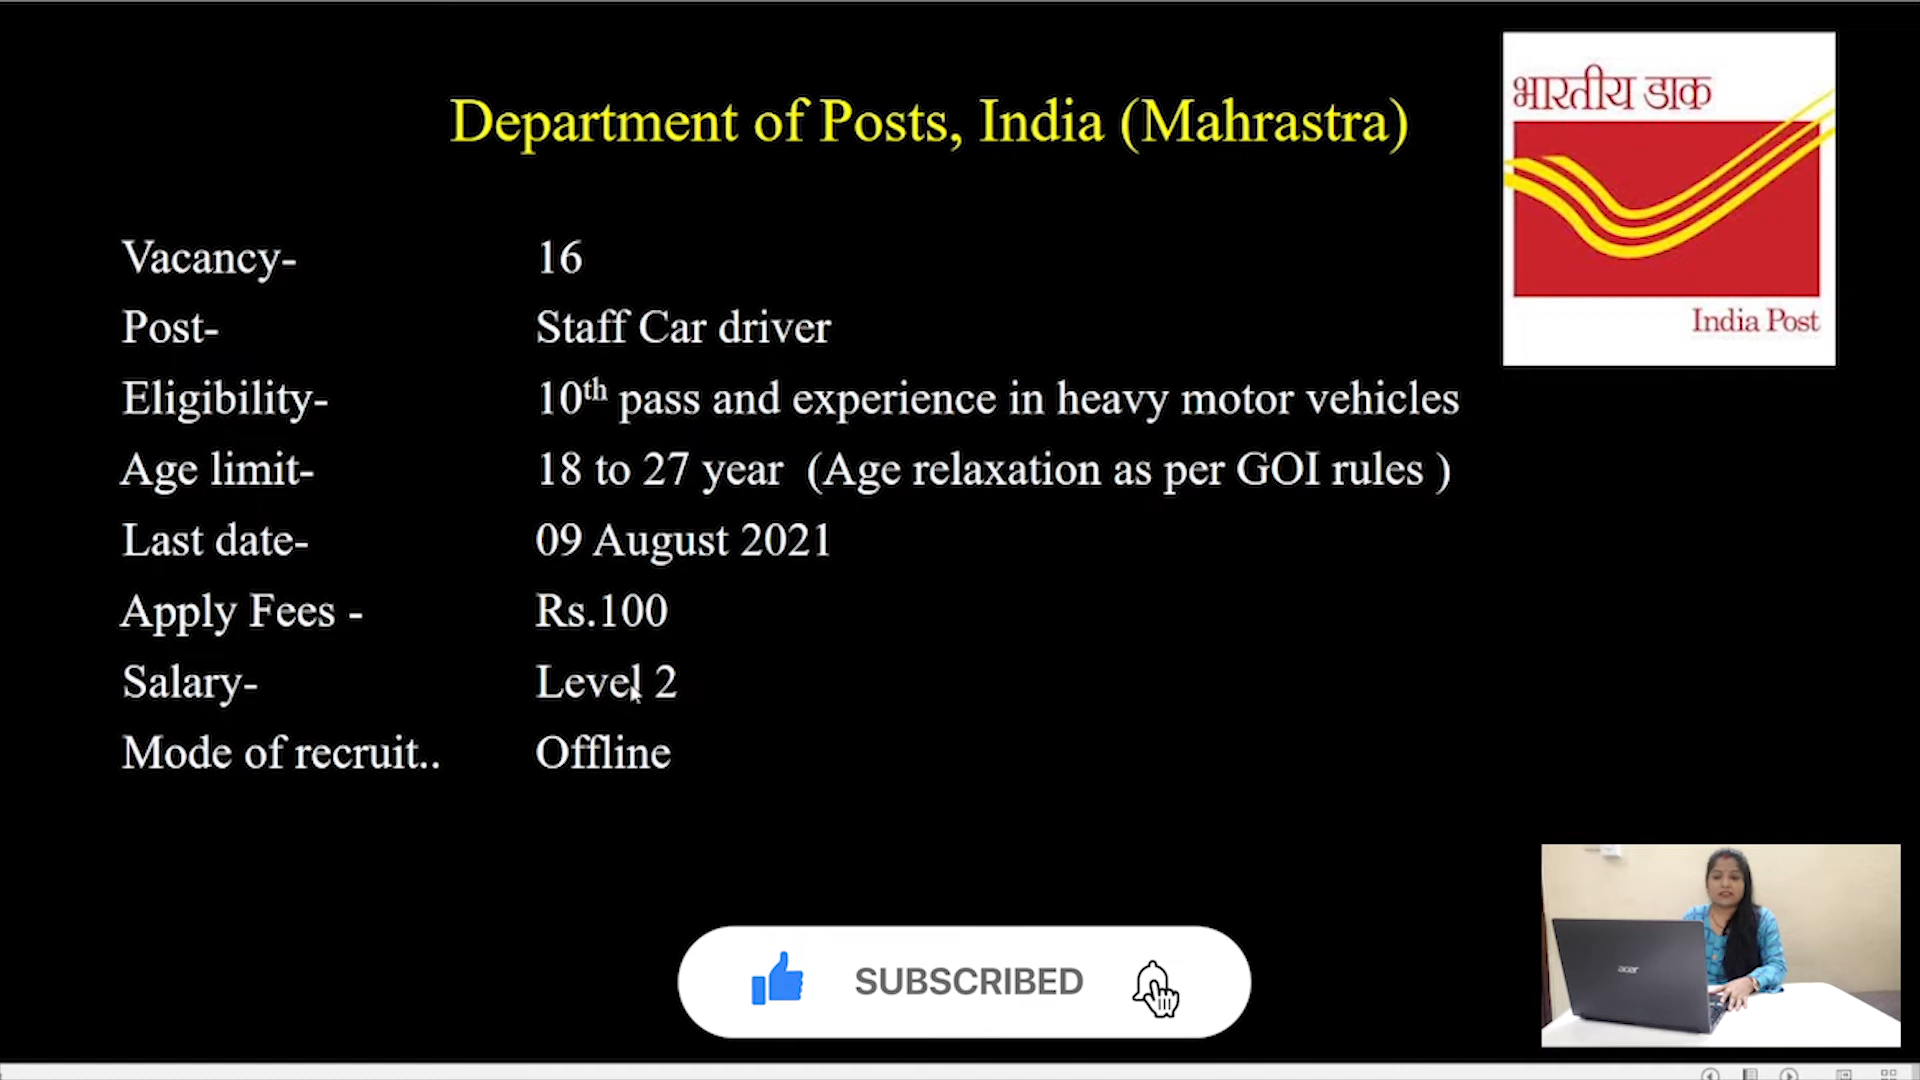 Department of Posts, India (Mahrastra)
भारतीय डाक
India Post
Vacancy- 16
Post- Staff Car driver
Eligibility- 10th pass and experience in heavy motor vehicles
Age limit- 18 to 27 year (Age relaxation as per GOI rules )
Last date- 09 August 2021
Apply Fees - Rs.100
Salary- Level 2
Mode of recruit.. Offline
SUBSCRIBED
acer